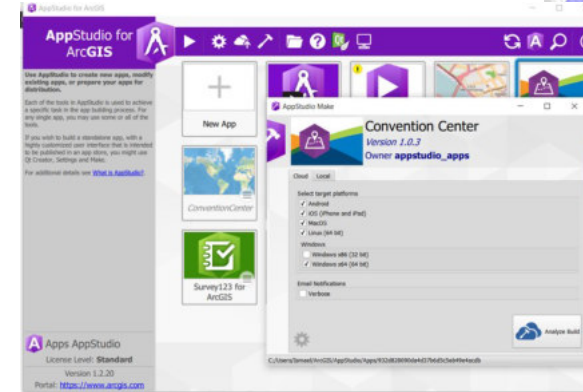 AppStudio for ArcGIS
AppStudio for
ArcGIS
Use AppStudio to create new apps, modify
existing apps, or prepare your apps for
distribution.
Each of the tools in AppStudio is used to achieve
a specific task in the app building process. For
any single app, you may use some or all of the
tools.
If you wish to build a standalone app, with a
highly customized user interface that is intended
to be published in an app store, you might use
Qt Creator, Settings and Make.
For additional details see What is AppStudio?.
Apps AppStudio
License Level: Standard
Version 1.2.20
Portal: https://www.arcgis.com
New App
ConventionCenter
Survey123 for
ArcGIS
AppStudio Make
Convention Center
Version 1.0.3
Owner appstudio_apps
Cloud Local
Select target platforms
Android
iOS (iPhone and iPad)
MacOS
Linux (64 bit)
Windows
Windows x86 (32 bit)
Windows x64 (64 bit)
Email Notifications
Verbose
Analyze Build